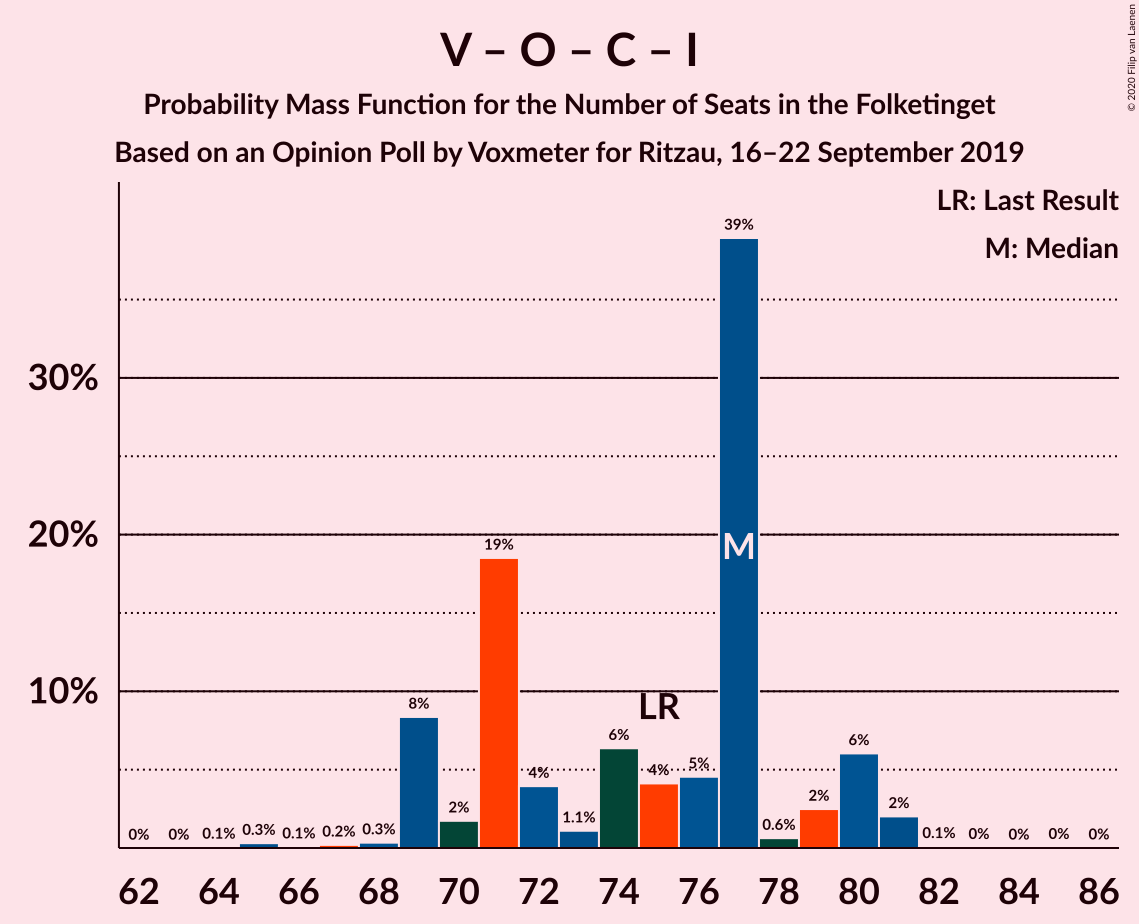 V – O – C – I
Probability Mass Function for the Number of Seats in the Folketinget
Based on an Opinion Poll by Voxmeter for Ritzau, 16–22 September 2019
© 2020 Filip van Laenen
LR: Last Result
M: Median
39%
30%
20%
M
19%
10%
LR
8%
6%
6%
4%
4%
5%
2%
2%
2%
1.1%
0.6%
0% 0% 0.1% 0.3% 0.1% 0.2% 0.3% 0.1% 0% 0% 0% 0%
62 64 66 68 70 72 74 76 78 80 82 84 86